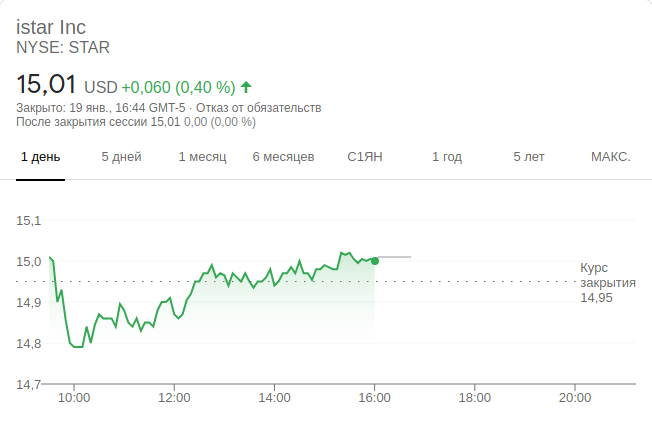 istar Inc
NYSE: STAR
15,01 USD +0,060 (0,40 %)
Закрыто: 19 янв., 16:44 GMT-5 · Отказ от обязательств
После закрытия сессии 15,01 0,00 (0,00 %)
1 день 5 дней 1 месяц 6 месяцев С1ЯН 1 год 5 лет МАКС.
15,1
15,0
Курс
закрытия
14,95
14,9
14,8
14,7
10:00 12:00 14:00 16:00 18:00 20:00